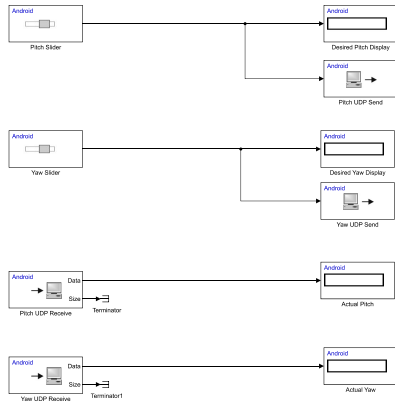 Android
Pitch Slider
Android
Desired Pitch Display
Android
Pitch UDP Send
Android
Yaw Slider
Android
Desired Yaw Display
Android
Yaw UDP Send
Android
Data
Size
Pitch UDP Receive
Terminator
Android
Actual Pitch
Android
Data
Size
Yaw UDP Receive
Terminator1
Android
Actual Yaw